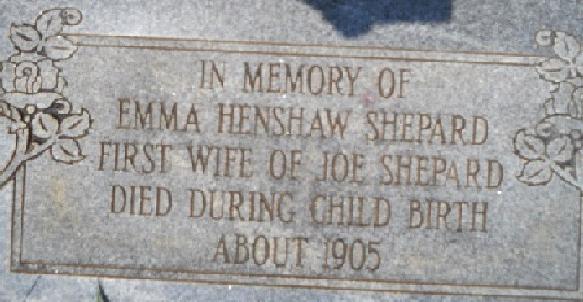 IN MEMORY OF
EMMA HENSHAW SHEPARD
FIRST WIFE OF JOE SHEPARD
DIED DURING CHILD BIRTH
ABOUT 1905